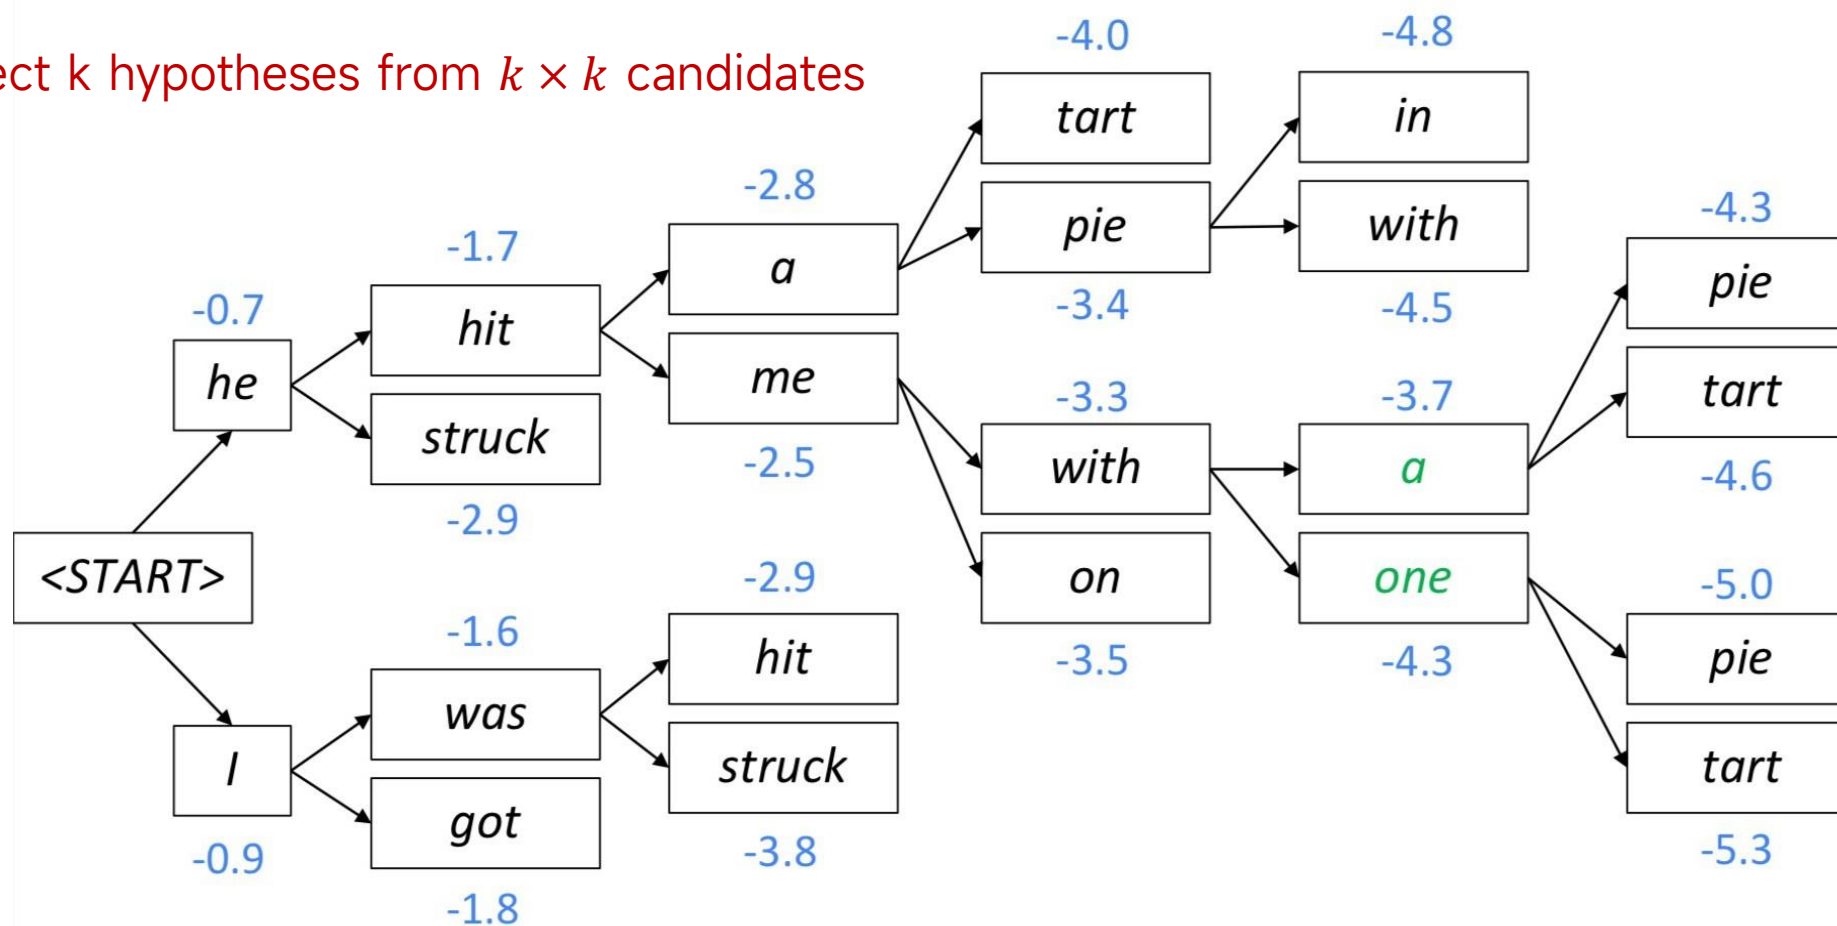 ect k hypotheses from k × k candidates
-4.0
tart
-4.8
in
-2.8
a
pie
-3.4
with
-4.5
-4.3
pie
-1.7
hit
-0.7
he
me
-2.5
-3.3
with
-3.7
a
tart
-4.6
struck
-2.9
<START>
-2.9
hit
on
-3.5
one
-4.3
-5.0
pie
-1.6
was
I
-0.9
struck
-3.8
tart
-5.3
got
-1.8